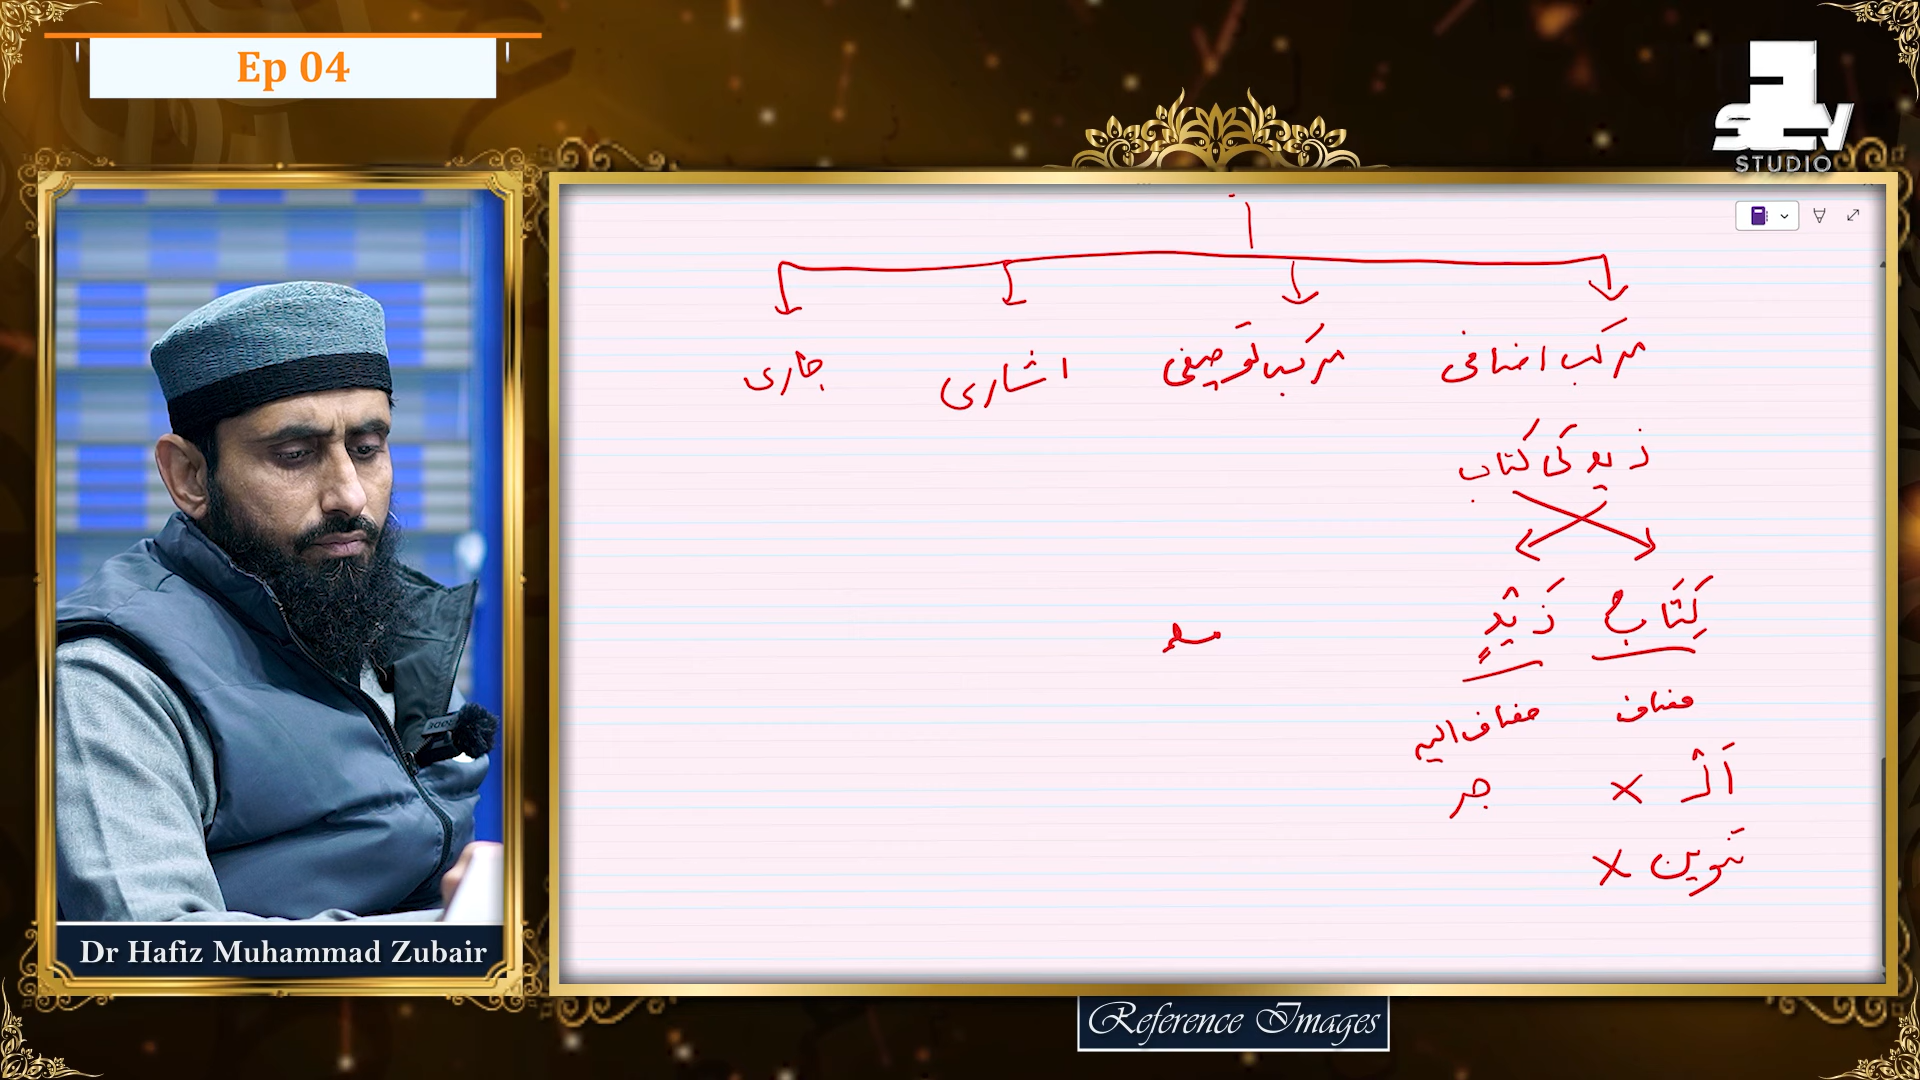 Ep 04
STUDIO
مرکب اضافی
مرکب توصیفی
اشاری
جاری
زید کی کتاب
کِتَابُ زَیْدٍ
مضاف
مضاف الیہ
اَلْ ×
جر
تنوین ×
Dr Hafiz Muhammad Zubair
Reference Images